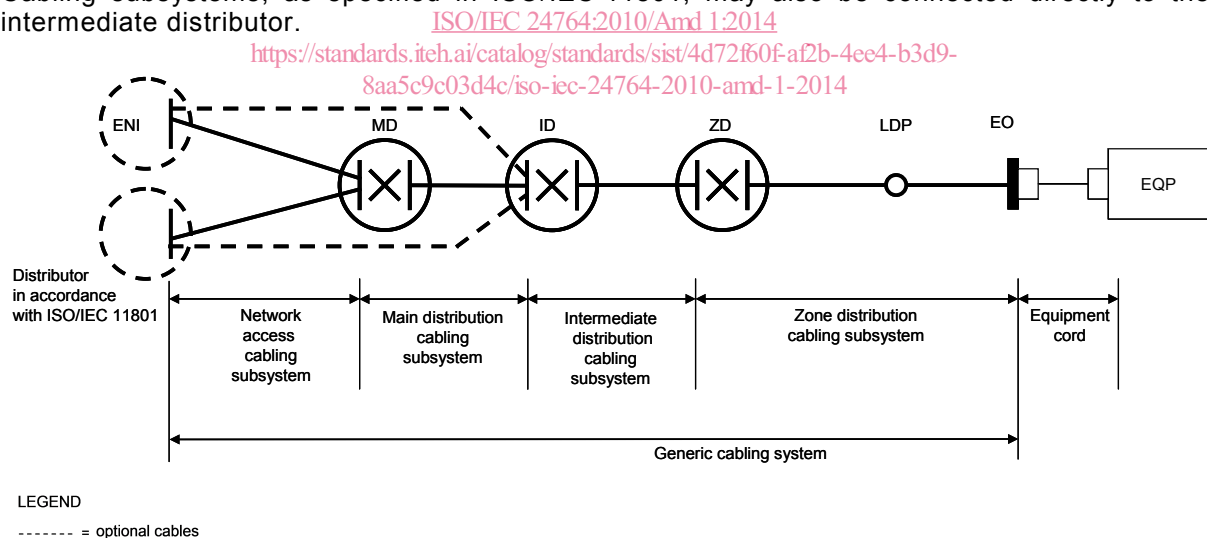 intermediate distributor.
ISO/IEC 24764:2010/Amd 1:2014
https://standards.iteh.ai/catalog/standards/sist/4d72f60f-af2b-4ee4-b3d9-
8aa5c9c03d4c/iso-iec-24764-2010-amd-1-2014
ENI
MD
ID
ZD
LDP
EO
EQP
Distributor
in accordance
with ISO/IEC 11801
Network
access
cabling
subsystem
Main distribution
cabling
subsystem
Intermediate
distribution
cabling
subsystem
Zone distribution
cabling subsystem
Equipment
cord
Generic cabling system
LEGEND
------- = optional cables